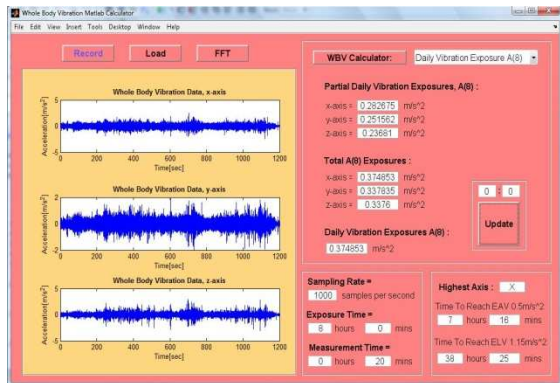 Whole Body Vibration Matlab Calculator
File Edit View Insert Tools Desktop Window Help
Record Load FFT
Whole Body Vibration Data, x-axis
Acceleration[m/s²]
5
0
-5
0 200 400 600 800 1000 1200
Time[sec]
Whole Body Vibration Data, y-axis
Acceleration[m/s²]
2
0
-2
0 200 400 600 800 1000 1200
Time[sec]
Whole Body Vibration Data, z-axis
Acceleration[m/s²]
5
0
-5
0 200 400 600 800 1000 1200
Time[sec]
WBV Calculator: Daily Vibration Exposure A(8)
Partial Daily Vibration Exposures, A(8) :
x-axis = 0.282675 m/s^2
y-axis = 0.251562 m/s^2
z-axis = 0.23681 m/s^2
Total A(8) Exposures :
x-axis = 0.374853 m/s^2
y-axis = 0.337835 m/s^2
z-axis = 0.3376 m/s^2
Daily Vibration Exposures A(8) :
0.374853 m/s^2
0 : 0
Update
Sampling Rate =
1000 samples per second
Exposure Time =
8 hours 0 mins
Measurement Time =
0 hours 20 mins
Highest Axis : X
Time To Reach EAV 0.5m/s^2
7 hours 16 mins
Time To Reach ELV 1.15m/s^2
38 hours 25 mins